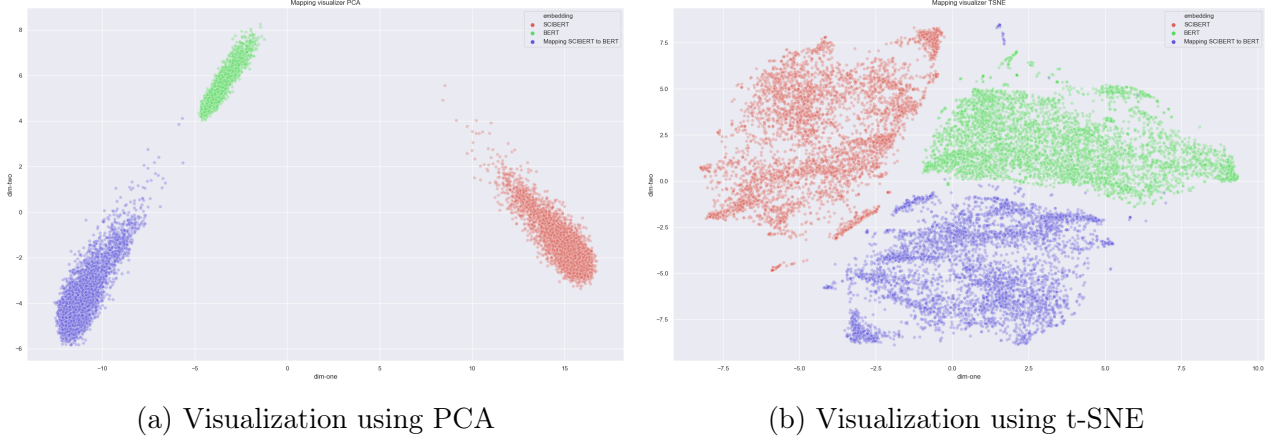 Mapping visualizer PCA
embedding
SCIBERT
BERT
Mapping SCIBERT to BERT
8
6
4
2
0
−2
−4
−6
dim-two
−10
−5
0
5
10
15
dim-one
(a) Visualization using PCA
Mapping visualizer TSNE
embedding
SCIBERT
BERT
Mapping SCIBERT to BERT
7.5
5.0
2.5
0.0
−2.5
−5.0
−7.5
dim-two
−7.5
−5.0
−2.5
0.0
2.5
5.0
7.5
10.0
dim-one
(b) Visualization using t-SNE